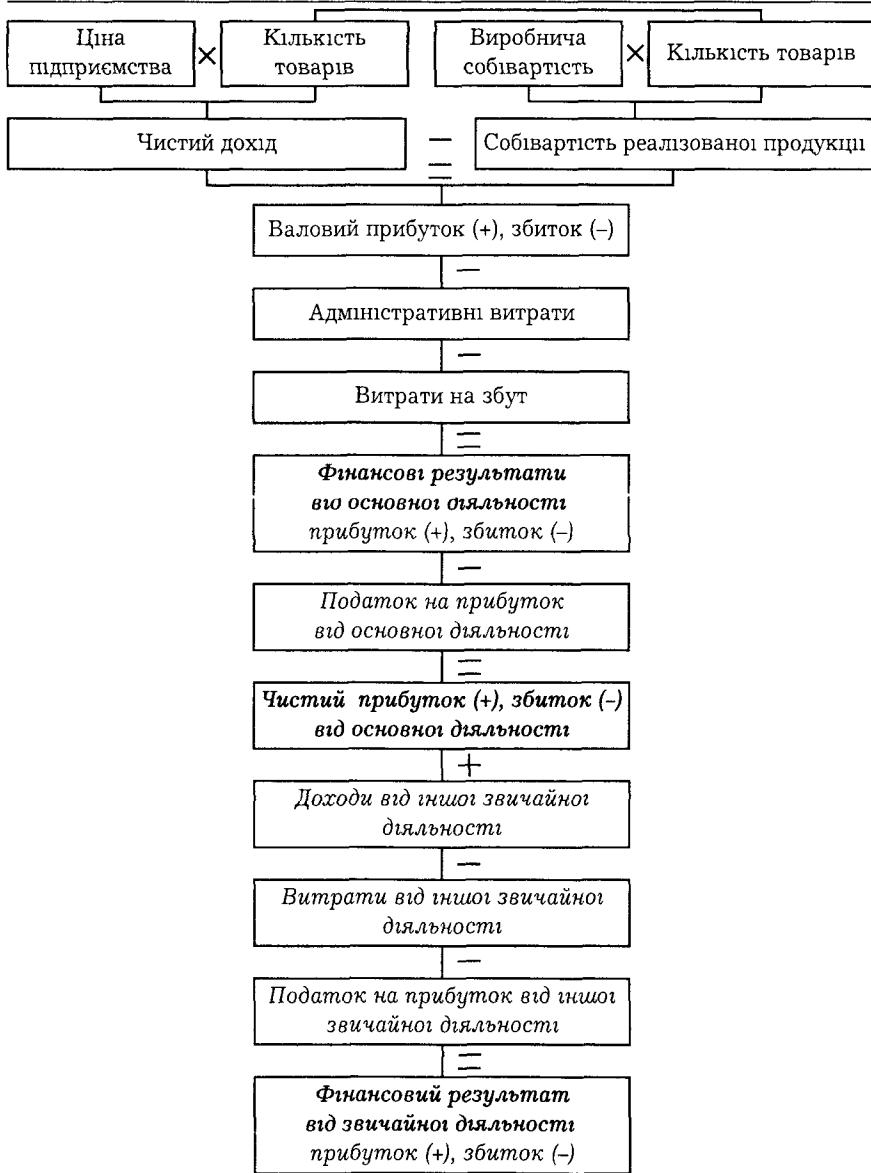 Ціна
підприємства
×
Кількість
товарів
Виробнича
собівартість
×
Кількість товарів
Чистий дохід
—
Собівартість реалізованої продукції
=
Валовий прибуток (+), збиток (–)
—
Адміністративні витрати
—
Витрати на збут
=
Фінансові результати
від основної діяльності
прибуток (+), збиток (–)
—
Податок на прибуток
від основної діяльності
=
Чистий прибуток (+), збиток (–)
від основної діяльності
+
Доходи від іншої звичайної
діяльності
—
Витрати від іншої звичайної
діяльності
—
Податок на прибуток від іншої
звичайної діяльності
=
Фінансовий результат
від звичайної діяльності
прибуток (+), збиток (–)